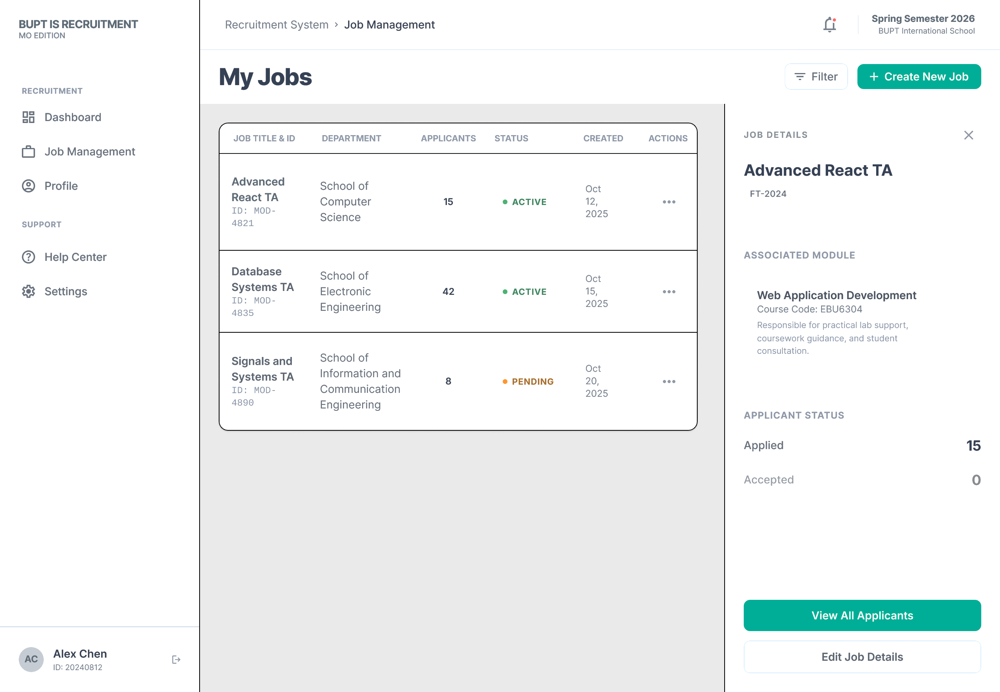 BUPT IS RECRUITMENT
MO EDITION
RECRUITMENT
Dashboard
Job Management
Profile
SUPPORT
Help Center
Settings
AC
Alex Chen
ID: 20240812
Recruitment System › Job Management
Spring Semester 2026
BUPT International School
My Jobs
Filter
+ Create New Job
JOB TITLE & ID DEPARTMENT APPLICANTS STATUS CREATED ACTIONS
Advanced
React TA
ID: MOD-
4821
School of
Computer
Science
15
ACTIVE
Oct
12,
2025
Database
Systems TA
ID: MOD-
4835
School of
Electronic
Engineering
42
ACTIVE
Oct
15,
2025
Signals and
Systems TA
ID: MOD-
4890
School of
Information and
Communication
Engineering
8
PENDING
Oct
20,
2025
JOB DETAILS
Advanced React TA
FT-2024
ASSOCIATED MODULE
Web Application Development
Course Code: EBU6304
Responsible for practical lab support,
coursework guidance, and student
consultation.
APPLICANT STATUS
Applied 15
Accepted 0
View All Applicants
Edit Job Details